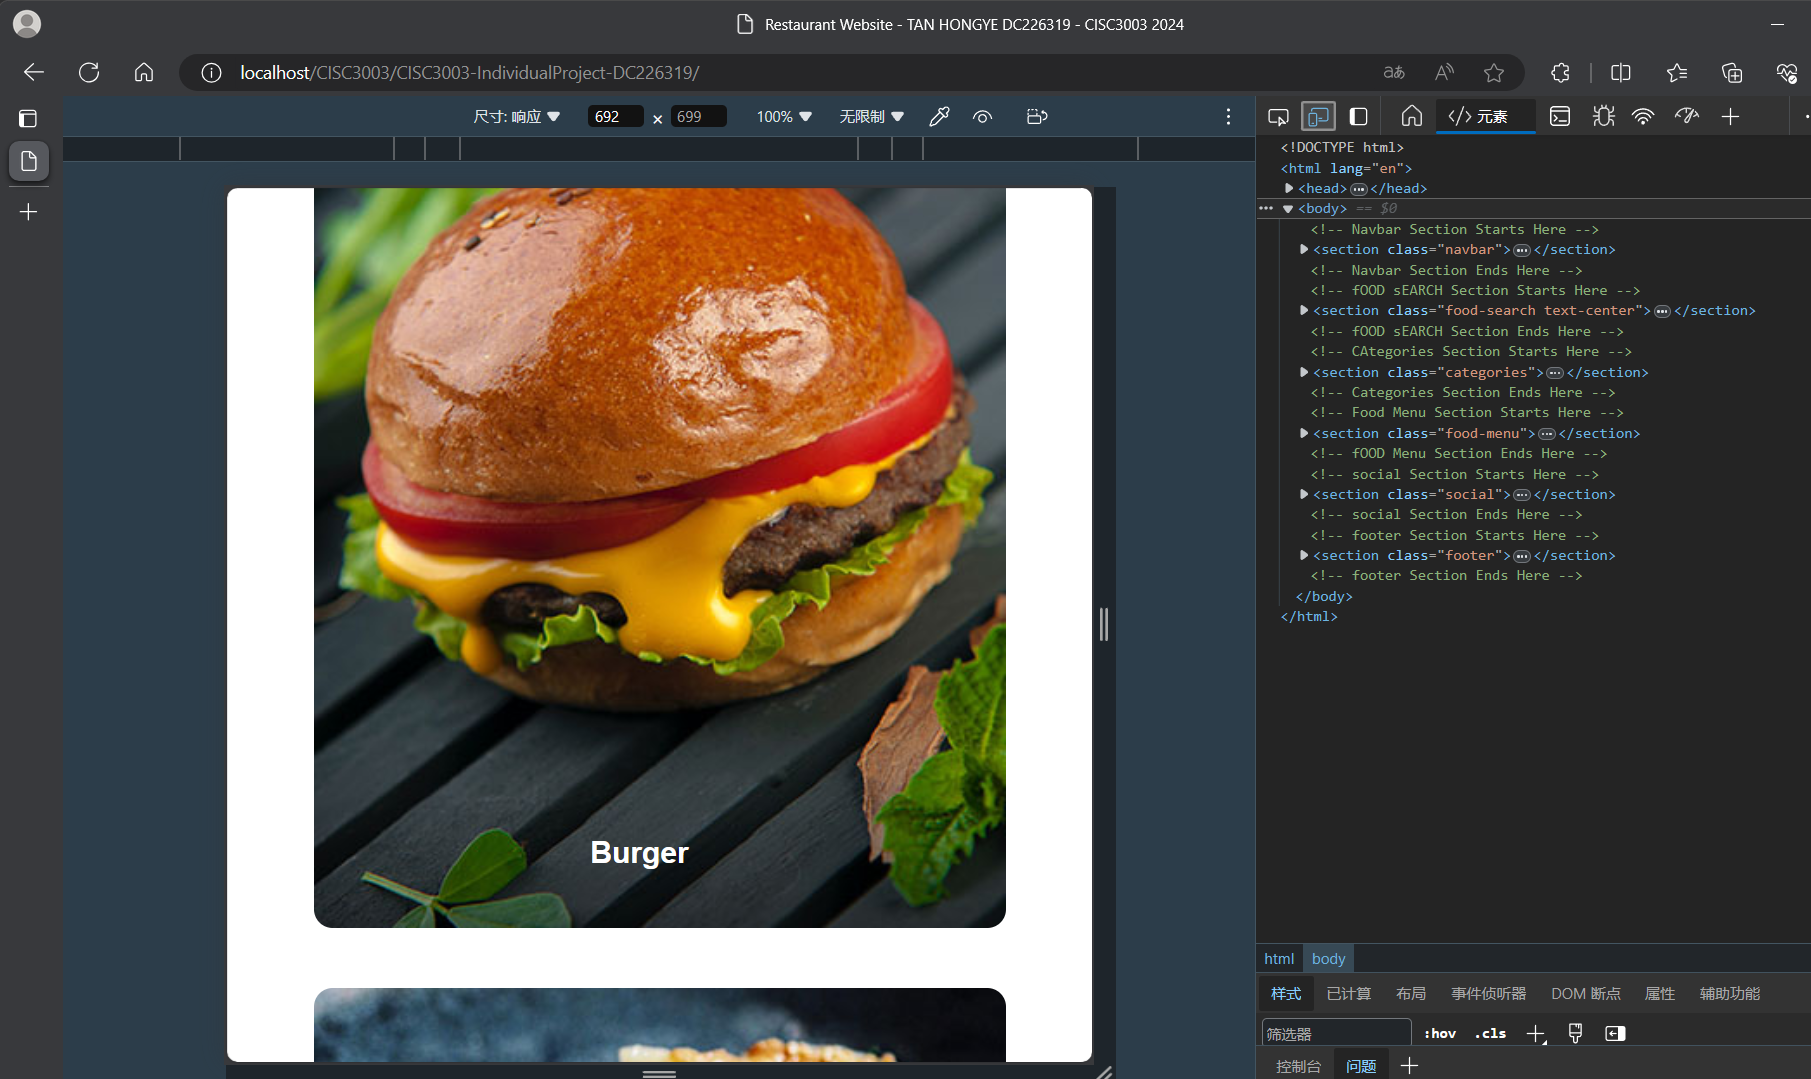 Restaurant Website - TAN HONGYE DC226319 - CISC3003 2024
localhost/CISC3003/CISC3003-IndividualProject-DC226319/
尺寸: 响应 692 × 699 100% 无限制
元素
<!DOCTYPE html>
<html lang="en">
<head>…</head>
<body> == $0
<!-- Navbar Section Starts Here -->
<section class="navbar">…</section>
<!-- Navbar Section Ends Here -->
<!-- fOOD sEARCH Section Starts Here -->
<section class="food-search text-center">…</section>
<!-- fOOD sEARCH Section Ends Here -->
<!-- CAtegories Section Starts Here -->
<section class="categories">…</section>
<!-- Categories Section Ends Here -->
<!-- Food Menu Section Starts Here -->
<section class="food-menu">…</section>
<!-- fOOD Menu Section Ends Here -->
<!-- social Section Starts Here -->
<section class="social">…</section>
<!-- social Section Ends Here -->
<!-- footer Section Starts Here -->
<section class="footer">…</section>
<!-- footer Section Ends Here -->
</body>
</html>
Burger
html body
样式 已计算 布局 事件侦听器 DOM 断点 属性 辅助功能
筛选器 :hov .cls
控制台 问题